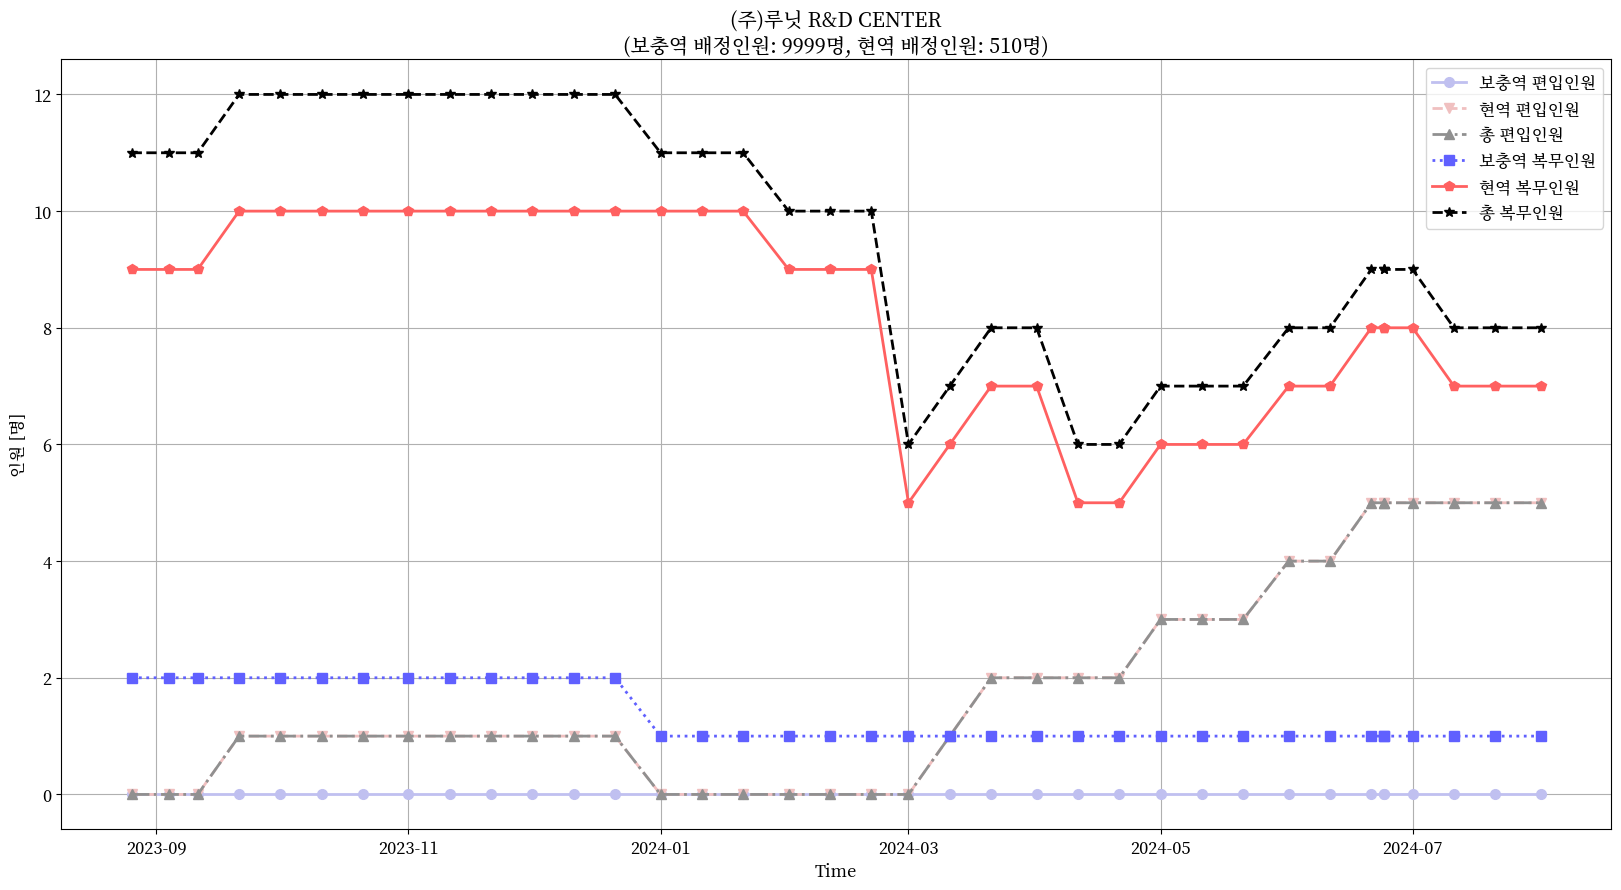 (주)루닛 R&D CENTER
(보충역 배정인원: 9999명, 현역 배정인원: 510명)
보충역 편입인원
현역 편입인원
총 편입인원
보충역 복무인원
현역 복무인원
총 복무인원
12
10
8
6
4
2
0
인원 [명]
2023-09
2023-11
2024-01
2024-03
2024-05
2024-07
Time